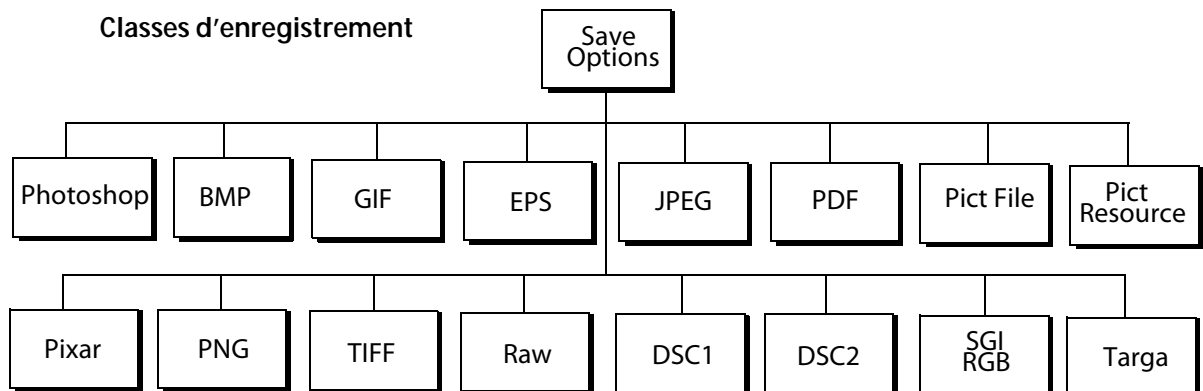 Classes d’enregistrement
Save
Options
Photoshop
BMP
GIF
EPS
JPEG
PDF
Pict File
Pict
Resource
Pixar
PNG
TIFF
Raw
DSC1
DSC2
SGI
RGB
Targa